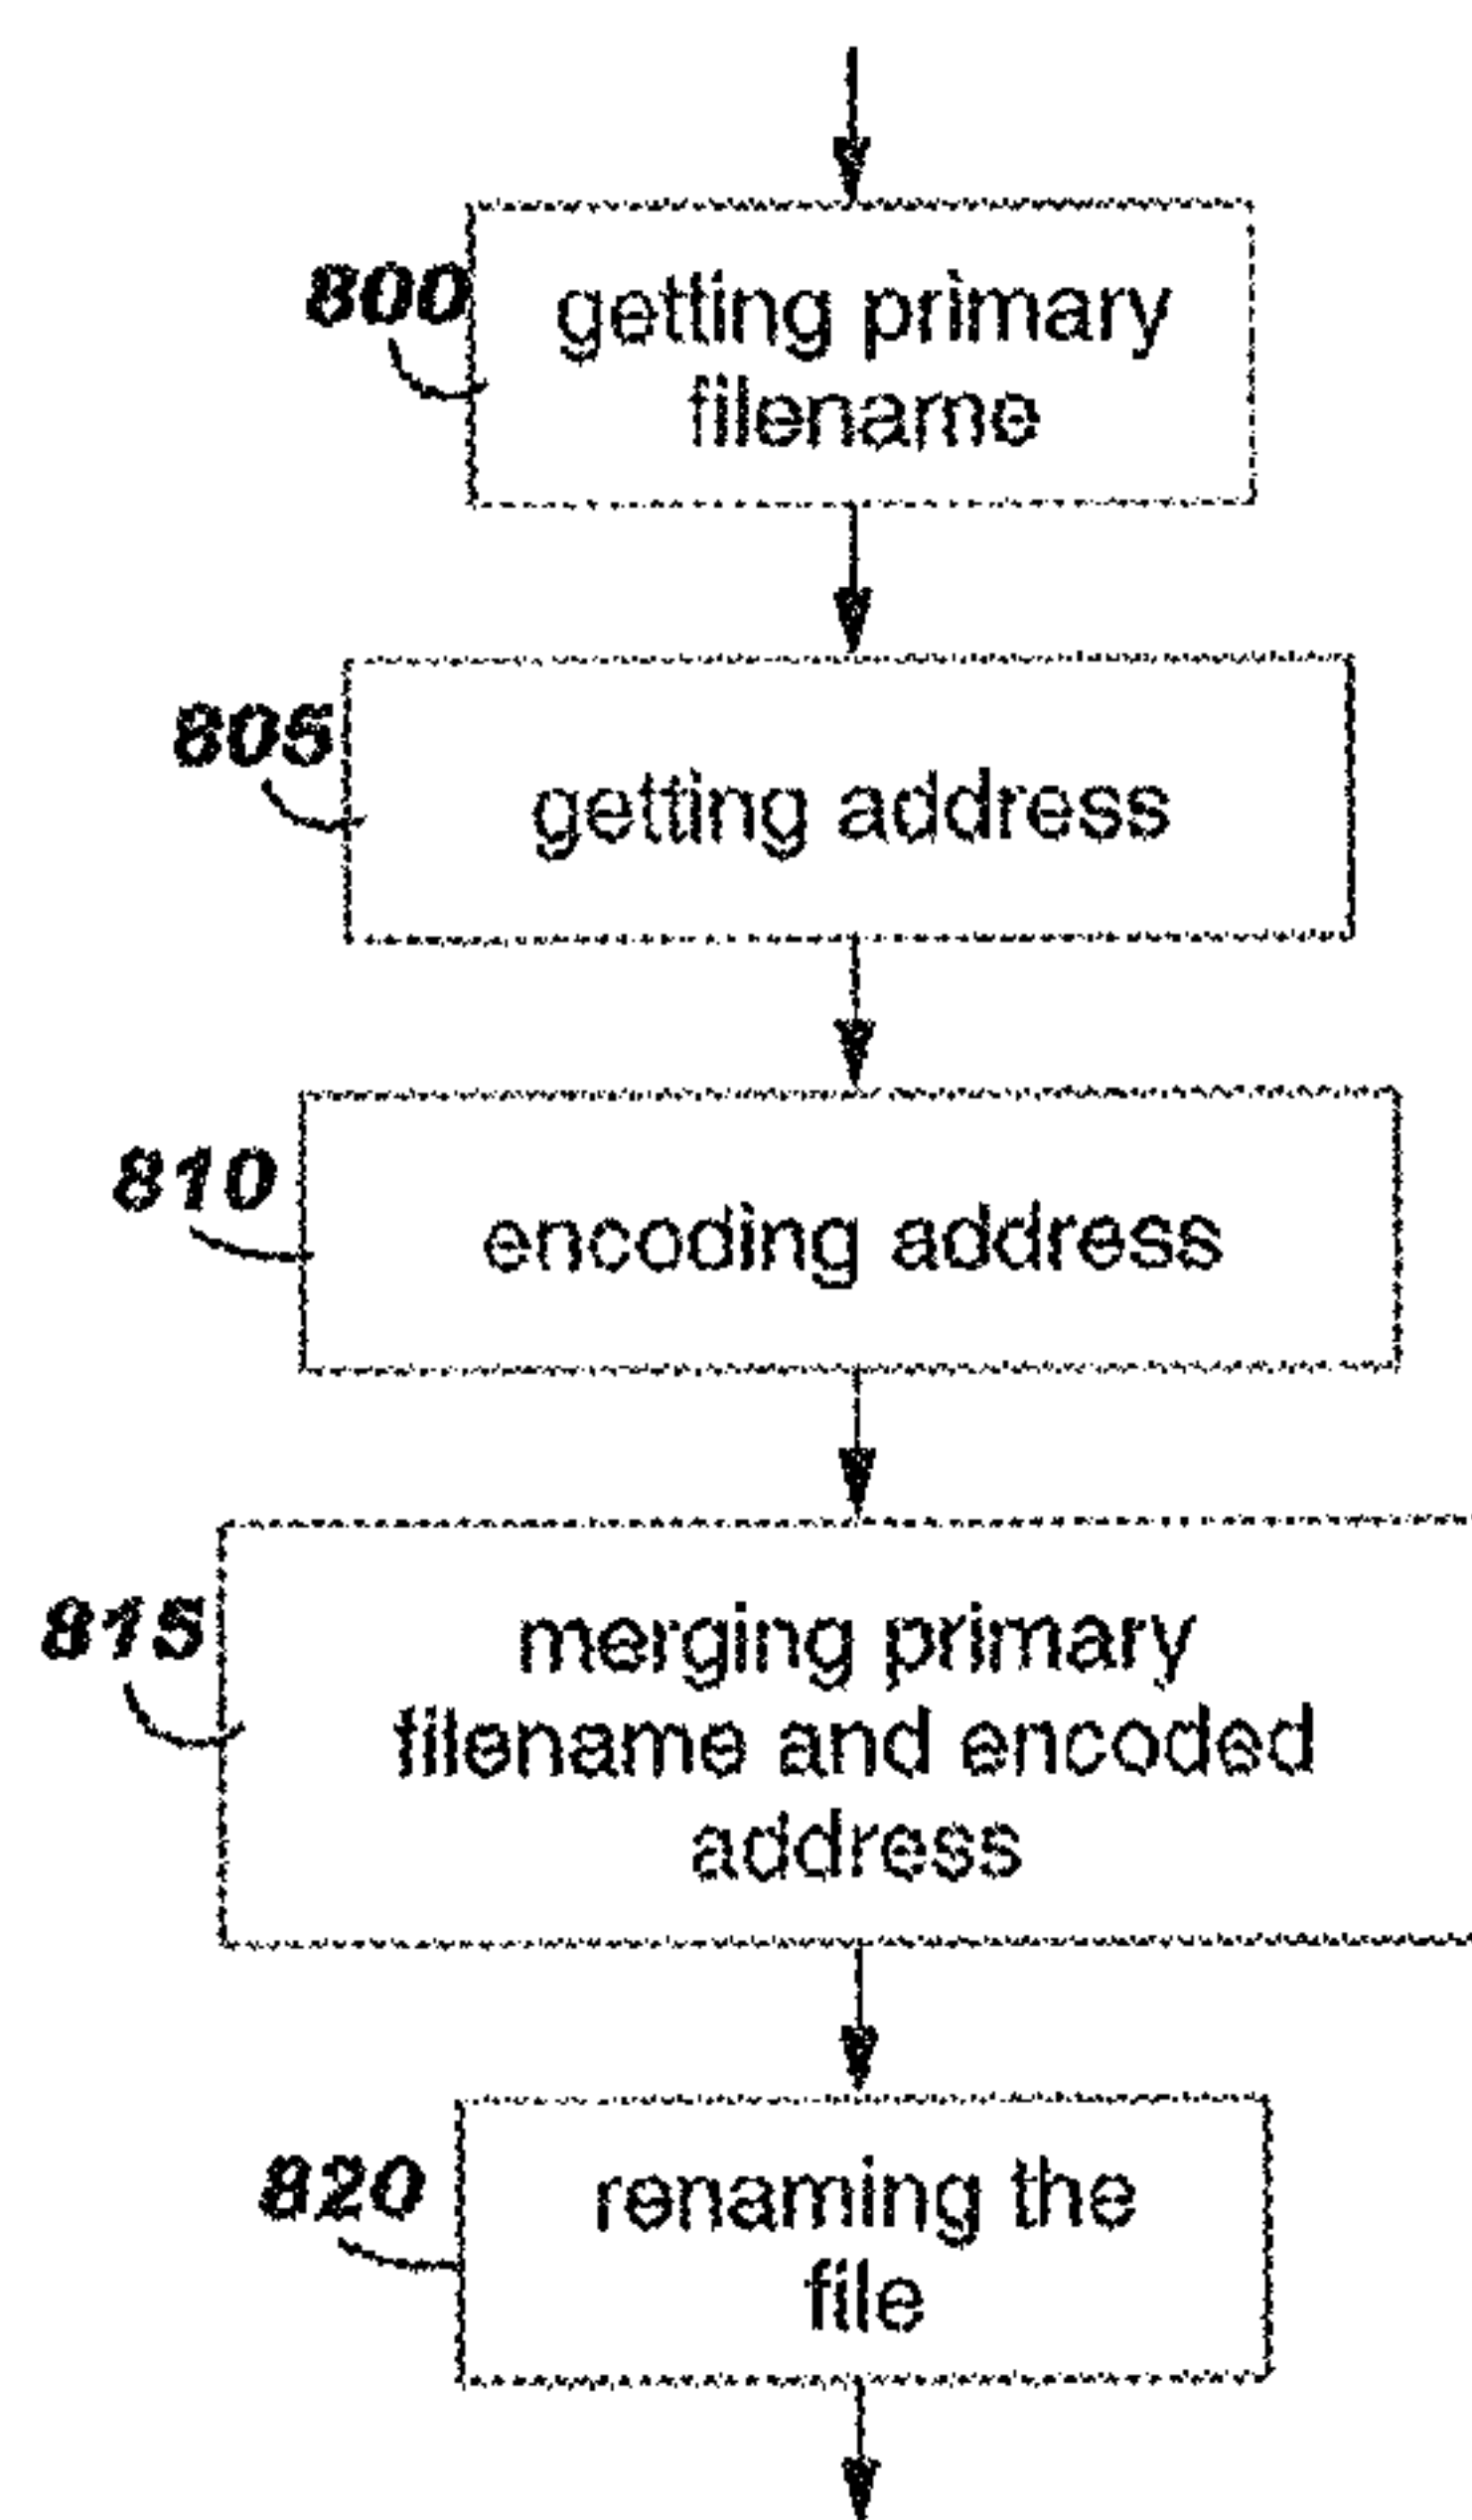 800
getting primary
filename
805
getting address
810
encoding address
815
merging primary
filename and encoded
address
820
renaming the
file